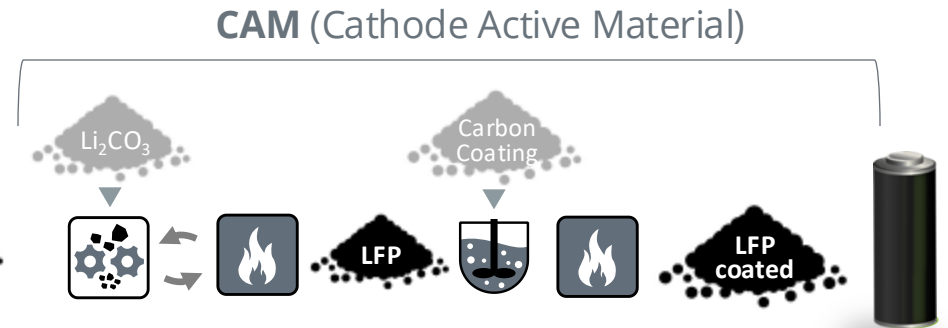 CAM (Cathode Active Material)
Li₂CO₃
Carbon
Coating
LFP
LFP
coated